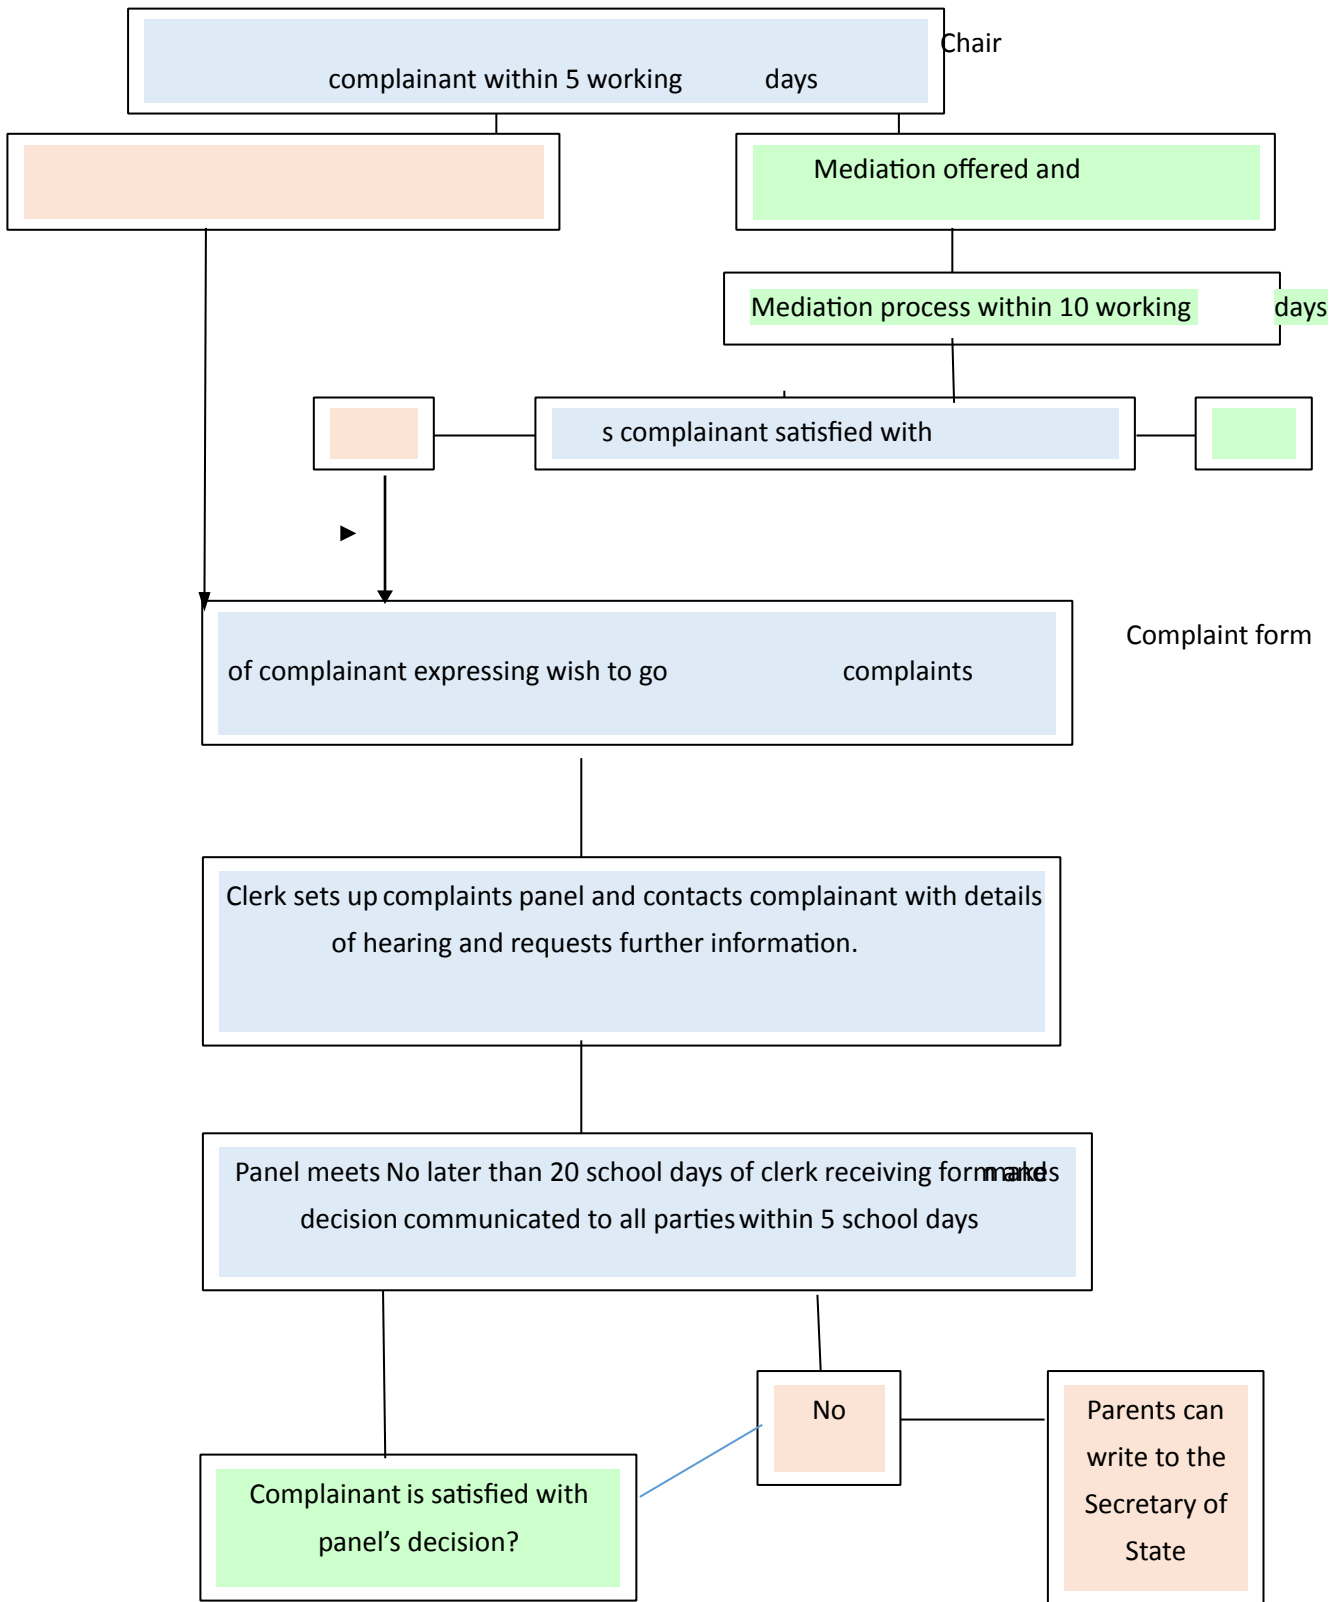 Chair
complainant within 5 working days
Mediation offered and
Mediation process within 10 working days
s complainant satisfied with
Complaint form
of complainant expressing wish to go complaints
Clerk sets up complaints panel and contacts complainant with details
of hearing and requests further information.
Panel meets No later than 20 school days of clerk receiving form
decision communicated to all parties within 5 school days
No
Parents can
write to the
Secretary of
State
Complainant is satisfied with
panel's decision?